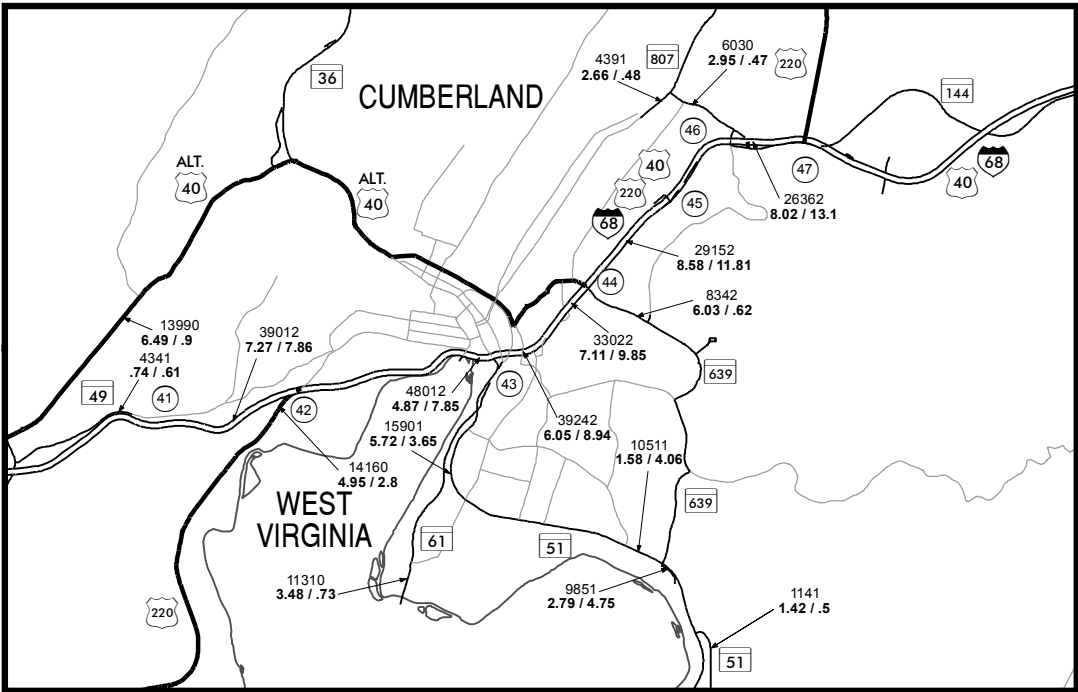 6030
2.95 / .47
4391
2.66 / .48
807
220
36
CUMBERLAND
144
46
ALT.
40
ALT.
40
40
47
68
40
220
45
26362
8.02 / 13.1
68
29152
8.58 / 11.81
44
8342
6.03 / .62
13990
6.49 / .9
39012
7.27 / 7.86
33022
7.11 / 9.85
4341
.74 / .61
639
49
41
43
48012
4.87 / 7.85
42
39242
6.05 / 8.94
15901
5.72 / 3.65
10511
1.58 / 4.06
14160
4.95 / 2.8
WEST
VIRGINIA
639
61
51
11310
3.48 / .73
9851
2.79 / 4.75
1141
1.42 / .5
220
51